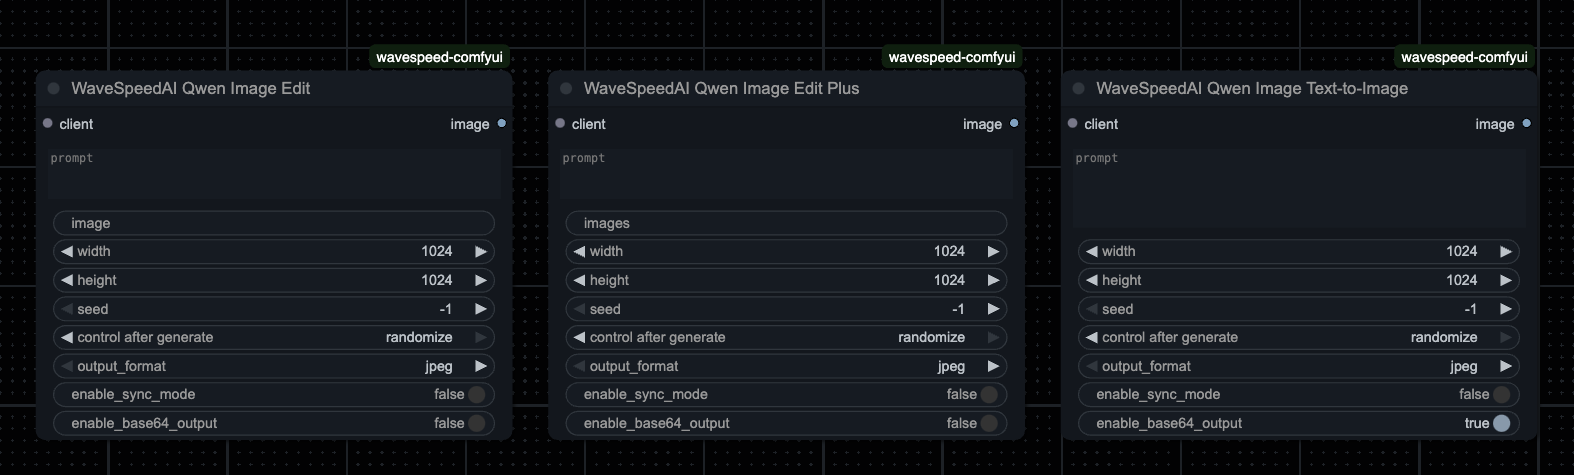 wavespeed-comfyui
WaveSpeedAI Qwen Image Edit
client image
prompt
image
width 1024
height 1024
seed -1
control after generate randomize
output_format jpeg
enable_sync_mode false
enable_base64_output false
wavespeed-comfyui
WaveSpeedAI Qwen Image Edit Plus
client image
prompt
images
width 1024
height 1024
seed -1
control after generate randomize
output_format jpeg
enable_sync_mode false
enable_base64_output false
wavespeed-comfyui
WaveSpeedAI Qwen Image Text-to-Image
client image
prompt
width 1024
height 1024
seed -1
control after generate randomize
output_format jpeg
enable_sync_mode false
enable_base64_output true